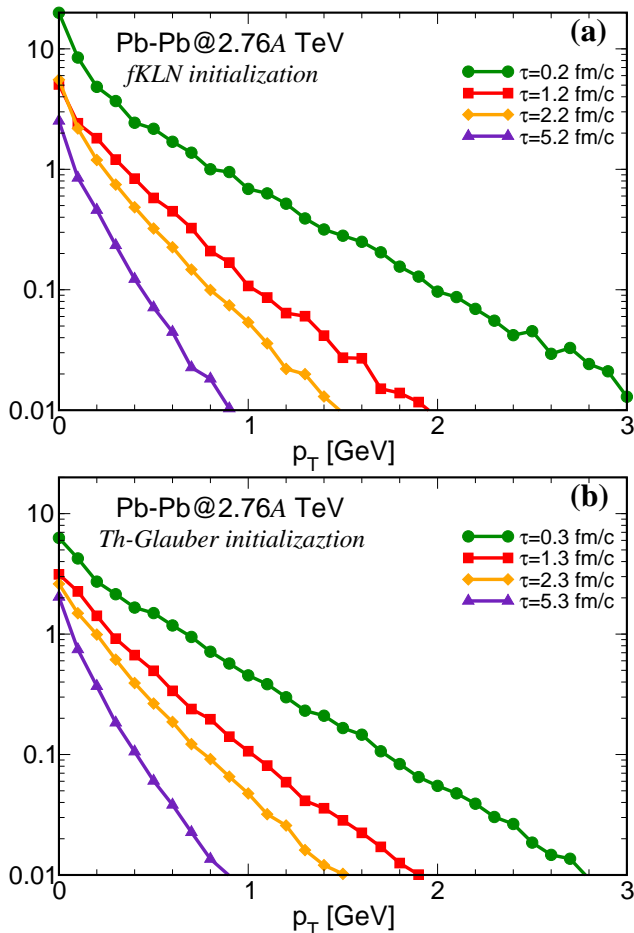 (a)
Pb-Pb@2.76A TeV
fKLN initialization
τ=0.2 fm/c
τ=1.2 fm/c
τ=2.2 fm/c
τ=5.2 fm/c
10
1
0.1
0.01
0 1 2 3
p_T [GeV]
(b)
Pb-Pb@2.76A TeV
Th-Glauber initializaztion
τ=0.3 fm/c
τ=1.3 fm/c
τ=2.3 fm/c
τ=5.3 fm/c
10
1
0.1
0.01
0 1 2 3
p_T [GeV]